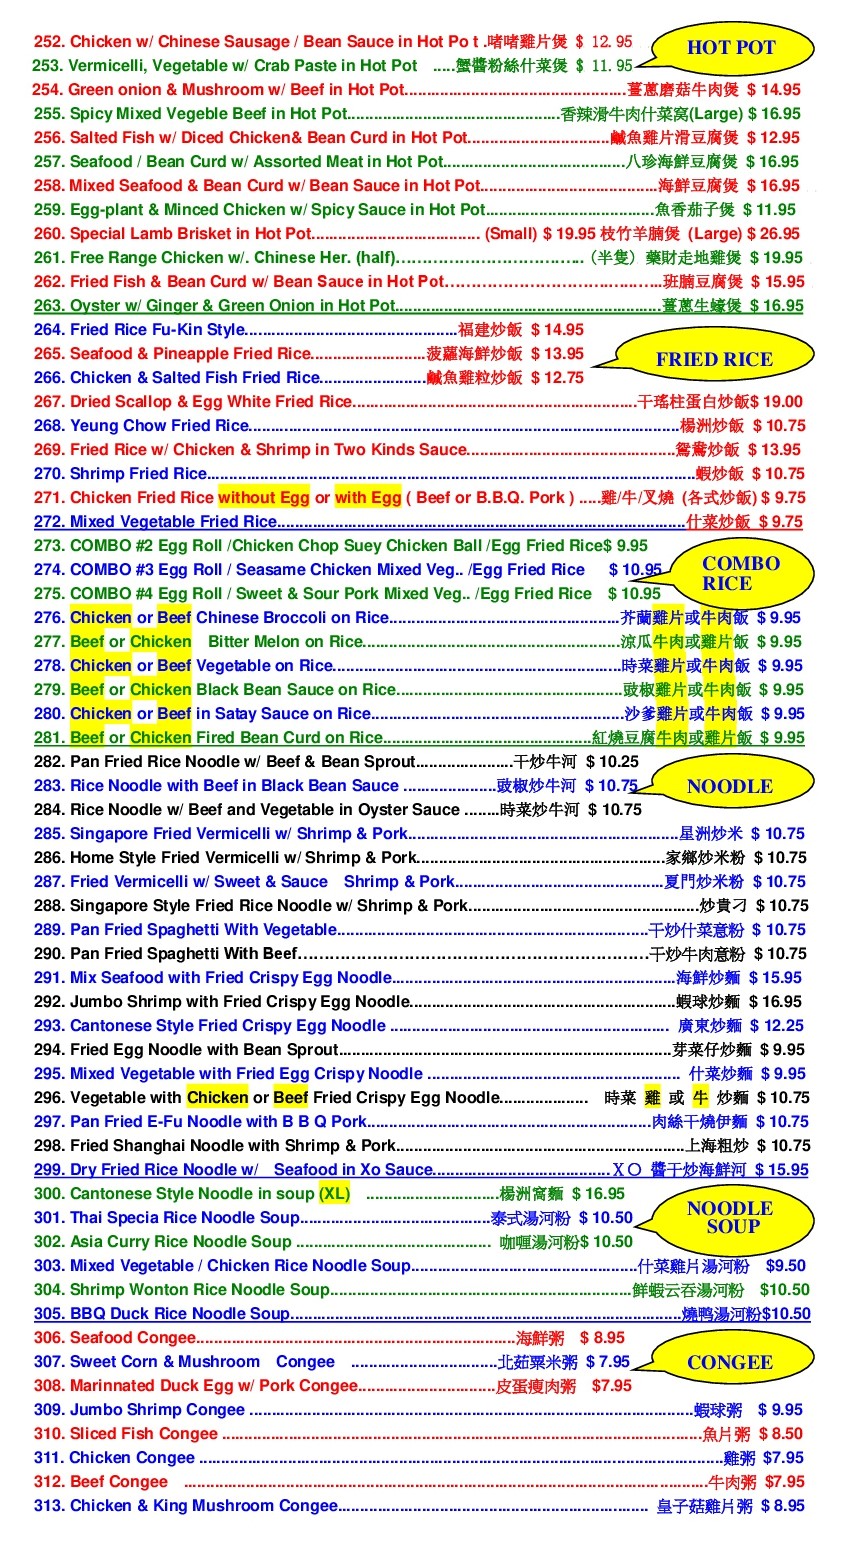 252. Chicken w/ Chinese Sausage / Bean Sauce in Hot Po t .啫啫雞片煲 $ 12.95
HOT POT
253. Vermicelli, Vegetable w/ Crab Paste in Hot Pot .....蟹醬粉絲什菜煲 $ 11.95
254. Green onion & Mushroom w/ Beef in Hot Pot..................................................薑蔥磨菇牛肉煲 $ 14.95
255. Spicy Mixed Vegeble Beef in Hot Pot................................................香辣滑牛肉什菜窩(Large) $ 16.95
256. Salted Fish w/ Diced Chicken& Bean Curd in Hot Pot................................鹹魚雞片滑豆腐煲 $ 12.95
257. Seafood / Bean Curd w/ Assorted Meat in Hot Pot.........................................八珍海鮮豆腐煲 $ 16.95
258. Mixed Seafood & Bean Curd w/ Bean Sauce in Hot Pot........................................海鮮豆腐煲 $ 16.95
259. Egg-plant & Minced Chicken w/ Spicy Sauce in Hot Pot......................................魚香茄子煲 $ 11.95
260. Special Lamb Brisket in Hot Pot...................................... (Small) $ 19.95 枝竹羊腩煲 (Large) $ 26.95
261. Free Range Chicken w/. Chinese Her. (half)…………………………….. (半隻) 藥財走地雞煲 $ 19.95
262. Fried Fish & Bean Curd w/ Bean Sauce in Hot Pot…………………….…………...班腩豆腐煲 $ 15.95
263. Oyster w/ Ginger & Green Onion in Hot Pot..............................................................薑蔥生蠔煲 $ 16.95
264. Fried Rice Fu-Kin Style................................................福建炒飯 $ 14.95
265. Seafood & Pineapple Fried Rice..........................菠蘿海鮮炒飯 $ 13.95
FRIED RICE
266. Chicken & Salted Fish Fried Rice........................鹹魚雞粒炒飯 $ 12.75
267. Dried Scallop & Egg White Fried Rice................................................................干瑤柱蛋白炒飯$ 19.00
268. Yeung Chow Fried Rice.................................................................................................楊洲炒飯 $ 10.75
269. Fried Rice w/ Chicken & Shrimp in Two Kinds Sauce...............................................鴛鴦炒飯 $ 13.95
270. Shrimp Fried Rice..............................................................................................................蝦炒飯 $ 10.75
271. Chicken Fried Rice without Egg or with Egg ( Beef or B.B.Q. Pork ) .....雞/牛/叉燒 (各式炒飯) $ 9.75
272. Mixed Vegetable Fried Rice............................................................................................什菜炒飯 $ 9.75
273. COMBO #2 Egg Roll /Chicken Chop Suey Chicken Ball /Egg Fried Rice$ 9.95
274. COMBO #3 Egg Roll / Seasame Chicken Mixed Veg.. /Egg Fried Rice $ 10.95
COMBO RICE
275. COMBO #4 Egg Roll / Sweet & Sour Pork Mixed Veg.. /Egg Fried Rice $ 10.95
276. Chicken or Beef Chinese Broccoli on Rice....................................................芥蘭雞片或牛肉飯 $ 9.95
277. Beef or Chicken Bitter Melon on Rice..........................................................涼瓜牛肉或雞片飯 $ 9.95
278. Chicken or Beef Vegetable on Rice.................................................................時菜雞片或牛肉飯 $ 9.95
279. Beef or Chicken Black Bean Sauce on Rice...................................................豉椒雞片或牛肉飯 $ 9.95
280. Chicken or Beef in Satay Sauce on Rice.........................................................沙爹雞片或牛肉飯 $ 9.95
281. Beef or Chicken Fired Bean Curd on Rice...............................................紅燒豆腐牛肉或雞片飯 $ 9.95
282. Pan Fried Rice Noodle w/ Beef & Bean Sprout......................干炒牛河 $ 10.25
283. Rice Noodle with Beef in Black Bean Sauce .....................豉椒炒牛河 $ 10.75
NOODLE
284. Rice Noodle w/ Beef and Vegetable in Oyster Sauce ........時菜炒牛河 $ 10.75
285. Singapore Fried Vermicelli w/ Shrimp & Pork.............................................................星洲炒米 $ 10.75
286. Home Style Fried Vermicelli w/ Shrimp & Pork........................................................家鄉炒米粉 $ 10.75
287. Fried Vermicelli w/ Sweet & Sauce Shrimp & Pork...............................................夏門炒米粉 $ 10.75
288. Singapore Style Fried Rice Noodle w/ Shrimp & Pork....................................................炒貴刁 $ 10.75
289. Pan Fried Spaghetti With Vegetable......................................................................干炒什菜意粉 $ 10.75
290. Pan Fried Spaghetti With Beef……………………………………………………………干炒牛肉意粉 $ 10.75
291. Mix Seafood with Fried Crispy Egg Noodle................................................................海鮮炒麵 $ 15.95
292. Jumbo Shrimp with Fried Crispy Egg Noodle............................................................蝦球炒麵 $ 16.95
293. Cantonese Style Fried Crispy Egg Noodle ............................................................... 廣東炒麵 $ 12.25
294. Fried Egg Noodle with Bean Sprout...........................................................................芽菜仔炒麵 $ 9.95
295. Mixed Vegetable with Fried Egg Crispy Noodle ......................................................... 什菜炒麵 $ 9.95
296. Vegetable with Chicken or Beef Fried Crispy Egg Noodle.................... 時菜 雞 或 牛 炒麵 $ 10.75
297. Pan Fried E-Fu Noodle with B B Q Pork................................................................肉絲干燒伊麵 $ 10.75
298. Fried Shanghai Noodle with Shrimp & Pork.................................................................上海粗炒 $ 10.75
299. Dry Fried Rice Noodle w/ Seafood in Xo Sauce........................................ＸＯ 醬干炒海鮮河 $ 15.95
300. Cantonese Style Noodle in soup (XL) ..............................楊洲窩麵 $ 16.95
301. Thai Specia Rice Noodle Soup...........................................泰式湯河粉 $ 10.50
NOODLE SOUP
302. Asia Curry Rice Noodle Soup ............................................ 咖喱湯河粉$ 10.50
303. Mixed Vegetable / Chicken Rice Noodle Soup...................................................什菜雞片湯河粉 $9.50
304. Shrimp Wonton Rice Noodle Soup....................................................................鮮蝦云吞湯河粉 $10.50
305. BBQ Duck Rice Noodle Soup........................................................................................燒鸭湯河粉$10.50
306. Seafood Congee........................................................................海鮮粥 $ 8.95
307. Sweet Corn & Mushroom Congee .................................北茹粟米粥 $ 7.95
CONGEE
308. Marinnated Duck Egg w/ Pork Congee...............................皮蛋瘦肉粥 $7.95
309. Jumbo Shrimp Congee ....................................................................................................蝦球粥 $ 9.95
310. Sliced Fish Congee ............................................................................................................魚片粥 $ 8.50
311. Chicken Congee ......................................................................................................................雞粥 $7.95
312. Beef Congee ......................................................................................................................牛肉粥 $7.95
313. Chicken & King Mushroom Congee...................................................................... 皇子菇雞片粥 $ 8.95